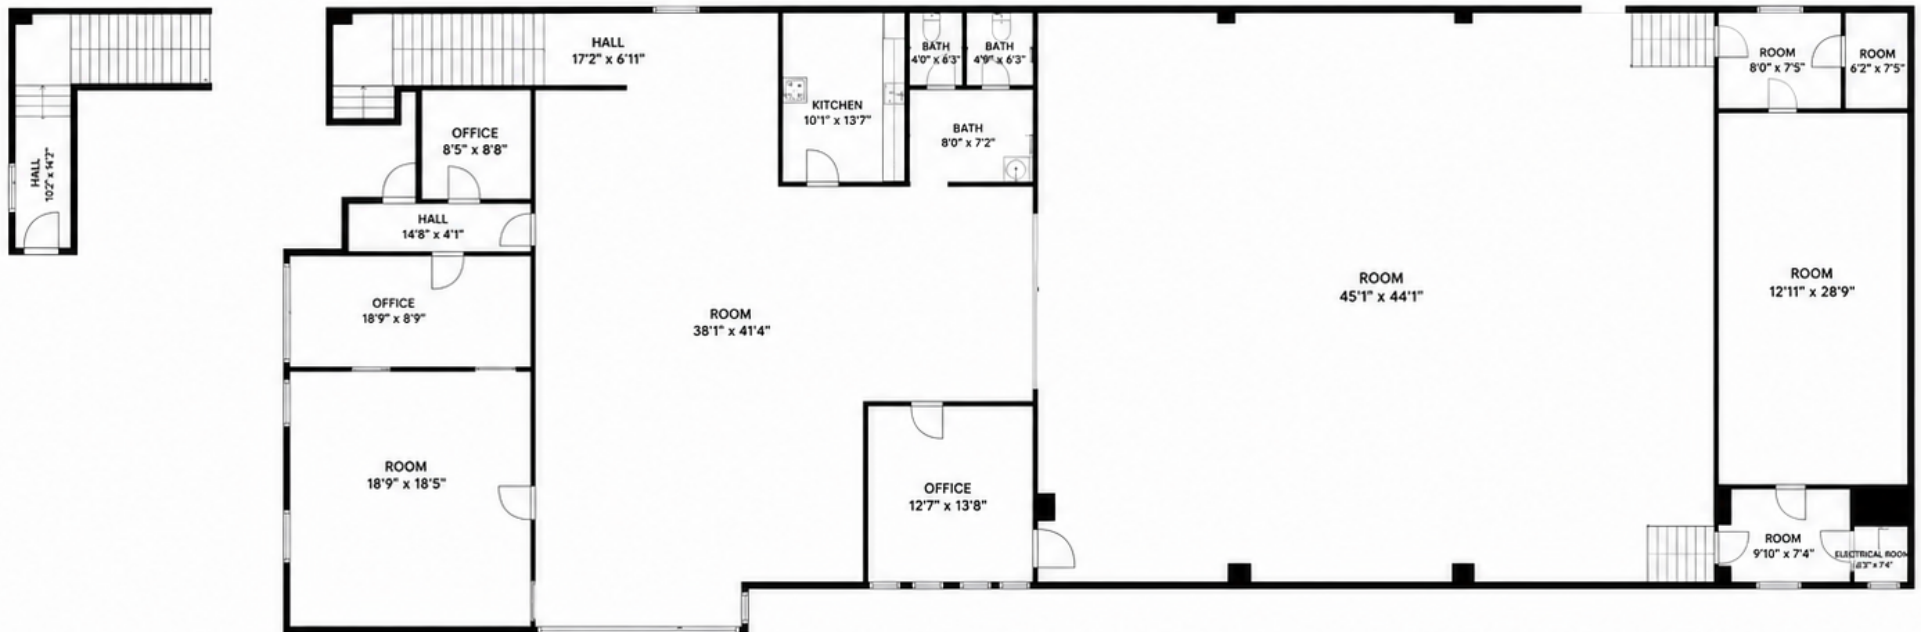 HALL
10'2" x 14'2"
HALL
17'2" x 6'11"
OFFICE
8'5" x 8'8"
HALL
14'8" x 4'1"
OFFICE
18'9" x 8'9"
ROOM
18'9" x 18'5"
KITCHEN
10'1" x 13'7"
BATH
4'0" x 6'3"
BATH
4'9" x 6'3"
BATH
8'0" x 7'2"
ROOM
38'1" x 41'4"
OFFICE
12'7" x 13'8"
ROOM
45'1" x 44'1"
ROOM
8'0" x 7'5"
ROOM
6'2" x 7'5"
ROOM
12'11" x 28'9"
ROOM
9'10" x 7'4"
ELECTRICAL ROOM